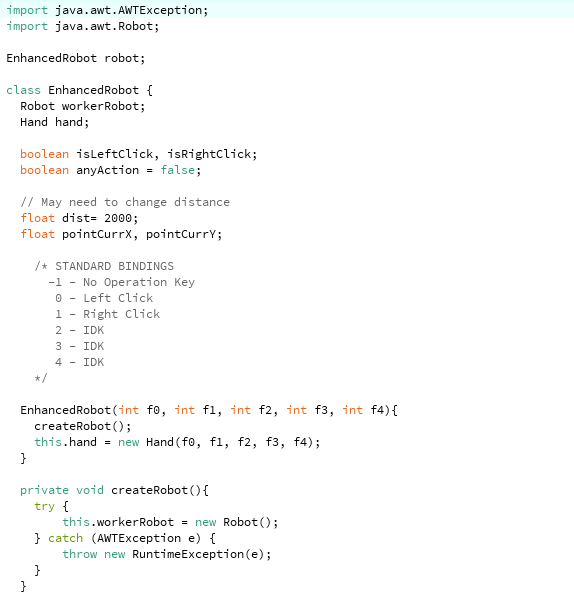 import java.awt.AWTException;
import java.awt.Robot;

EnhancedRobot robot;

class EnhancedRobot {
  Robot workerRobot;
  Hand hand;

  boolean isLeftClick, isRightClick;
  boolean anyAction = false;

  // May need to change distance
  float dist= 2000;
  float pointCurrX, pointCurrY;

    /* STANDARD BINDINGS
      -1 - No Operation Key
       0 - Left Click
       1 - Right Click
       2 - IDK
       3 - IDK
       4 - IDK
    */

  EnhancedRobot(int f0, int f1, int f2, int f3, int f4){
    createRobot();
    this.hand = new Hand(f0, f1, f2, f3, f4);
  }

  private void createRobot(){
    try {
        this.workerRobot = new Robot();
    } catch (AWTException e) {
        throw new RuntimeException(e);
    }
  }